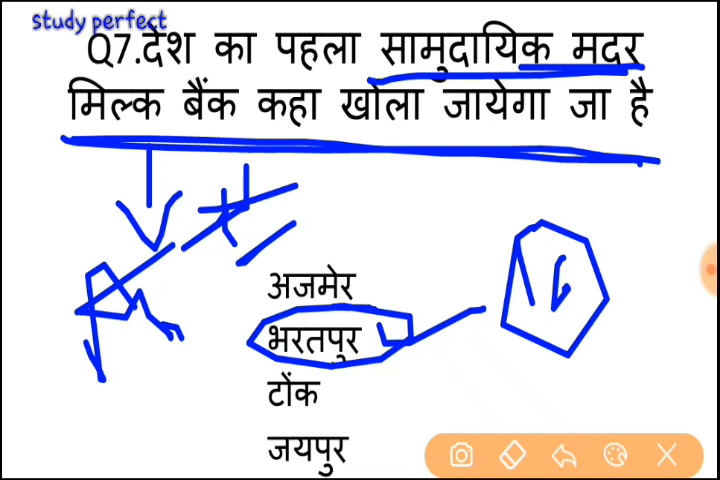 study perfect
Q7.देश का पहला सामुदायिक मदर
मिल्क बैंक कहा खोला जायेगा जा है
अजमेर
भरतपुर
टोंक
जयपुर